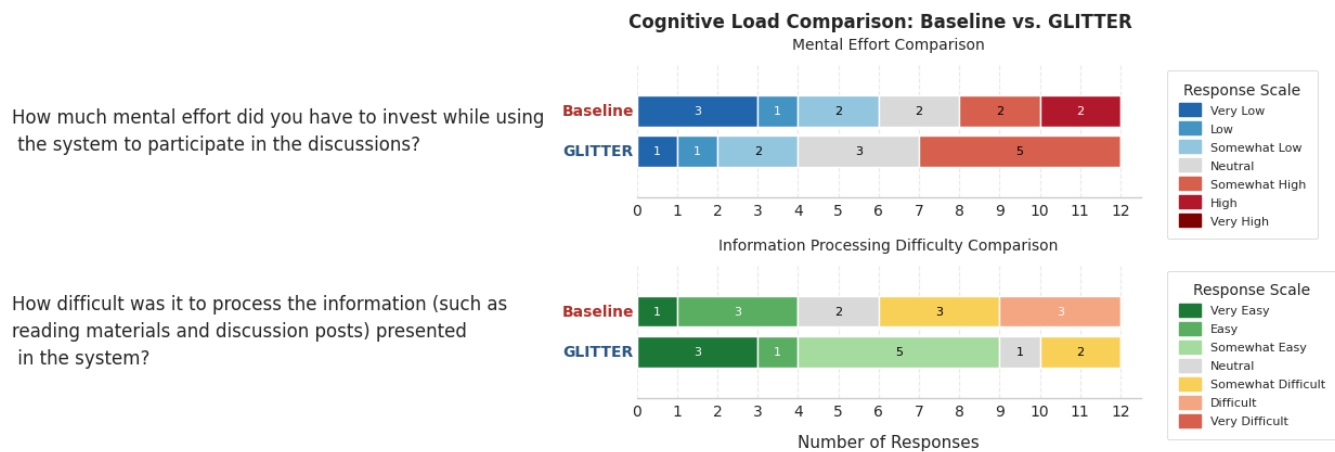 Cognitive Load Comparison: Baseline vs. GLITTER
Mental Effort Comparison
How much mental effort did you have to invest while using
the system to participate in the discussions?
Baseline 3 1 2 2 2 2
GLITTER 1 1 2 3 5
0 1 2 3 4 5 6 7 8 9 10 11 12
Response Scale
Very Low
Low
Somewhat Low
Neutral
Somewhat High
High
Very High
Information Processing Difficulty Comparison
How difficult was it to process the information (such as
reading materials and discussion posts) presented
in the system?
Baseline 1 3 2 3 3
GLITTER 3 1 5 1 2
0 1 2 3 4 5 6 7 8 9 10 11 12
Number of Responses
Response Scale
Very Easy
Easy
Somewhat Easy
Neutral
Somewhat Difficult
Difficult
Very Difficult